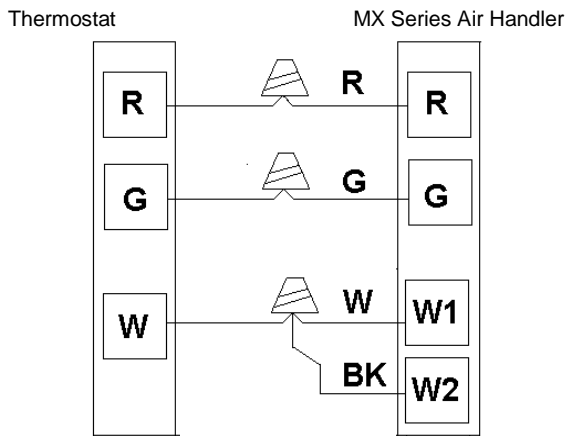 Thermostat MX Series Air Handler
R R R
G G G
W W W1
BK W2